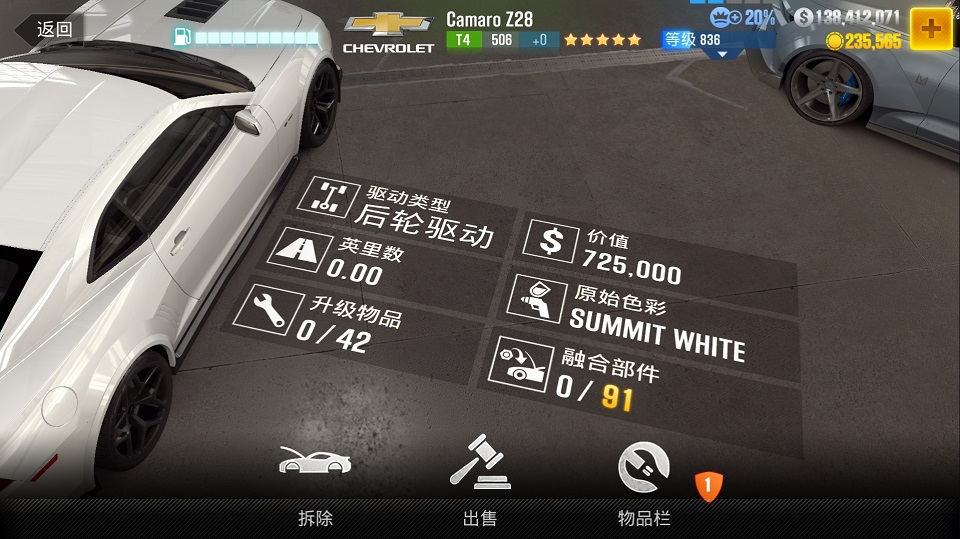 返回
CHEVROLET
Camaro Z28
T4 506 +0
20%
138,412,071
等级 836
235,565
驱动类型
后轮驱动
英里数
0.00
升级物品
0/42
价值
725,000
原始色彩
SUMMIT WHITE
融合部件
0/91
1
拆除
出售
物品栏